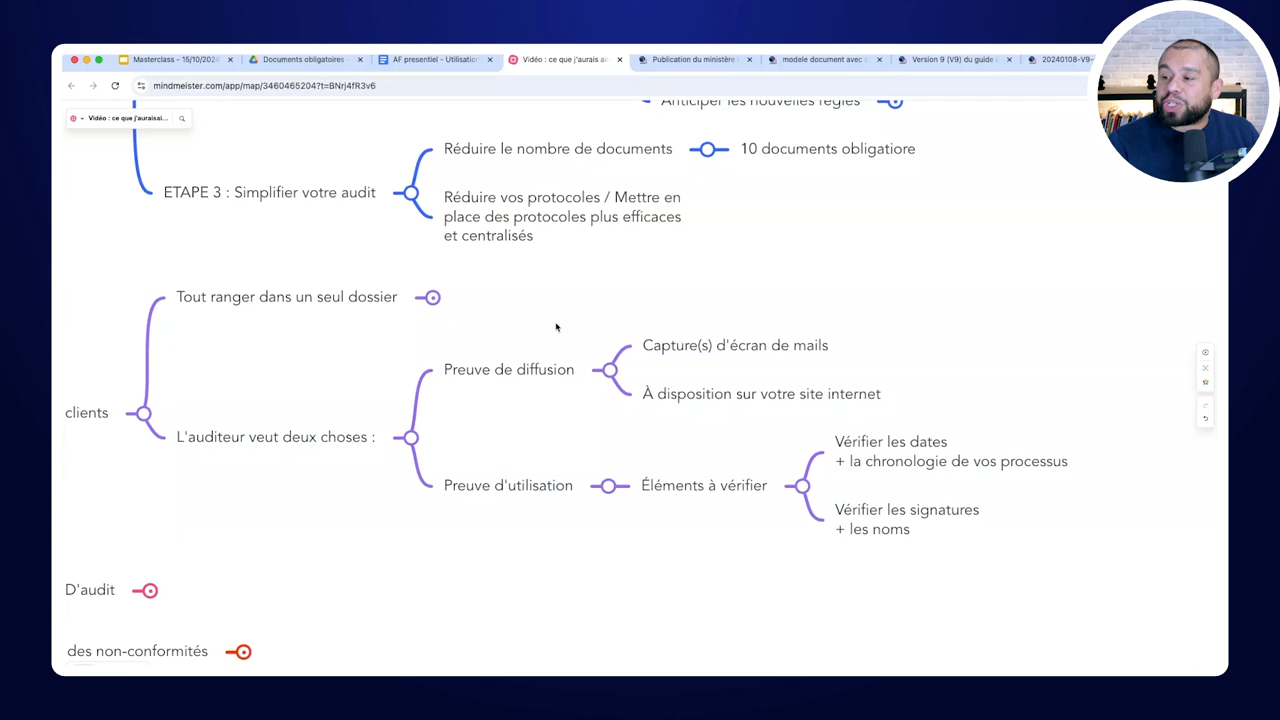 Masterclass - 15/10/202
Documents obligatoires
AF presentiel - Utilisation
Vidéo : ce que j'aurais ai
Publication du ministère
modele document avec c
Version 9 (V9) du guide
20240108-V9-
mindmeister.com/app/map/3460465204?t=BNrj4fR3v6
Vidéo : ce que j'auraisai...
Anticiper les nouvelles règles
Réduire le nombre de documents
10 documents obligatiore
ETAPE 3 : Simplifier votre audit
Réduire vos protocoles / Mettre en
place des protocoles plus efficaces
et centralisés
Tout ranger dans un seul dossier
Capture(s) d'écran de mails
Preuve de diffusion
À disposition sur votre site internet
clients
L'auditeur veut deux choses :
Vérifier les dates
+ la chronologie de vos processus
Preuve d'utilisation
Éléments à vérifier
Vérifier les signatures
+ les noms
D'audit
des non-conformités